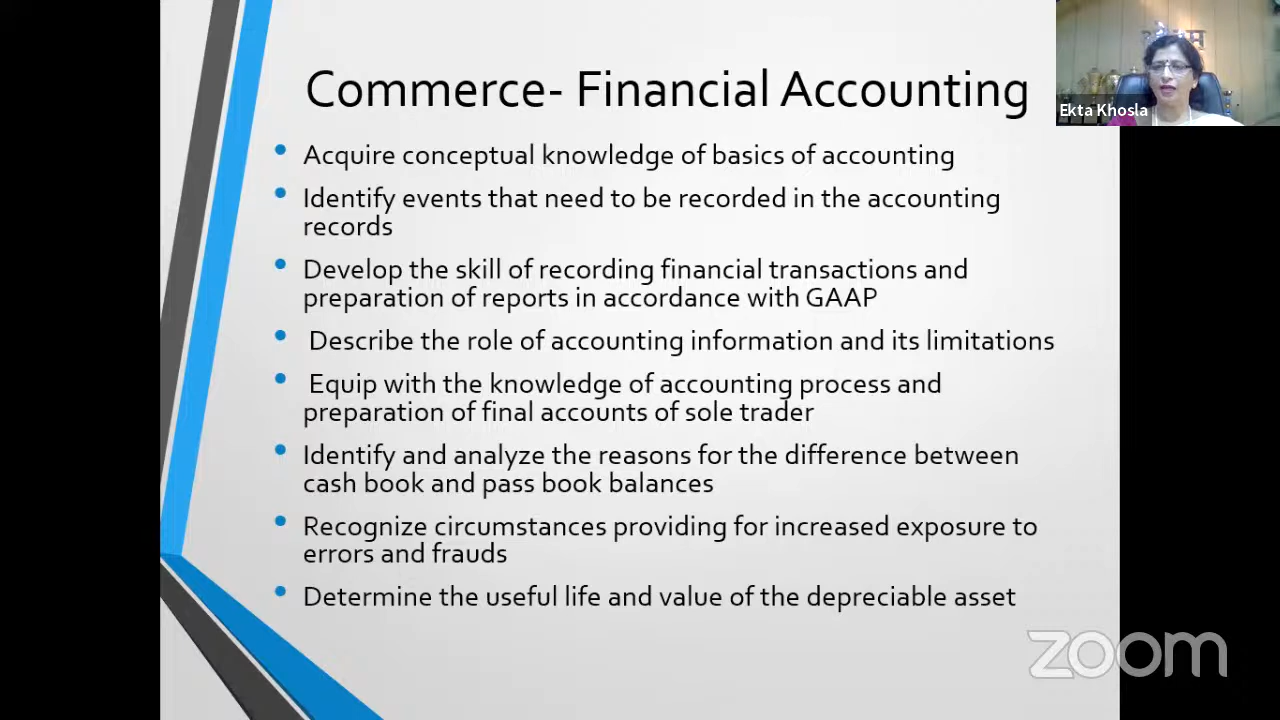 Commerce- Financial Accounting
Ekta Khosla
• Acquire conceptual knowledge of basics of accounting
• Identify events that need to be recorded in the accounting
records
• Develop the skill of recording financial transactions and
preparation of reports in accordance with GAAP
• Describe the role of accounting information and its limitations
• Equip with the knowledge of accounting process and
preparation of final accounts of sole trader
• Identify and analyze the reasons for the difference between
cash book and pass book balances
• Recognize circumstances providing for increased exposure to
errors and frauds
• Determine the useful life and value of the depreciable asset
zoom